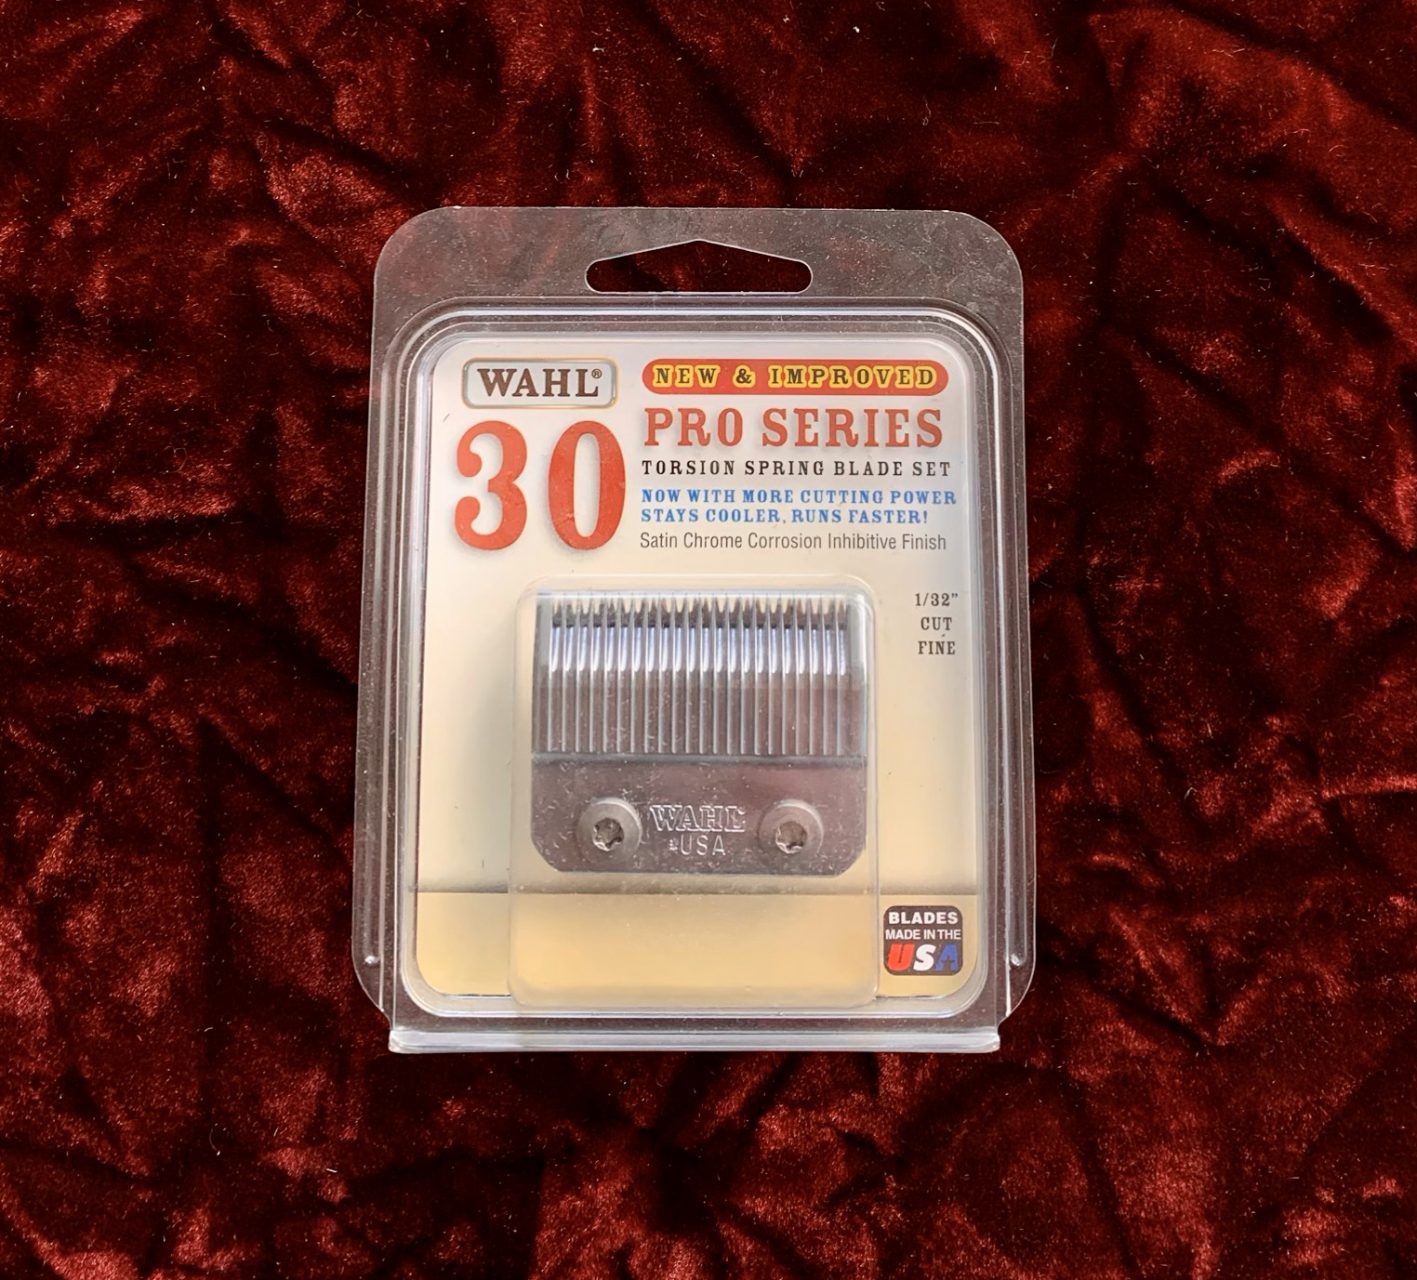 WAHL®
NEW & IMPROVED
30
PRO SERIES
TORSION SPRING BLADE SET
NOW WITH MORE CUTTING POWER
STAYS COOLER, RUNS FASTER!
Satin Chrome Corrosion Inhibitive Finish
1/32"
CUT
FINE
WAHL
USA
BLADES
MADE IN THE
USA